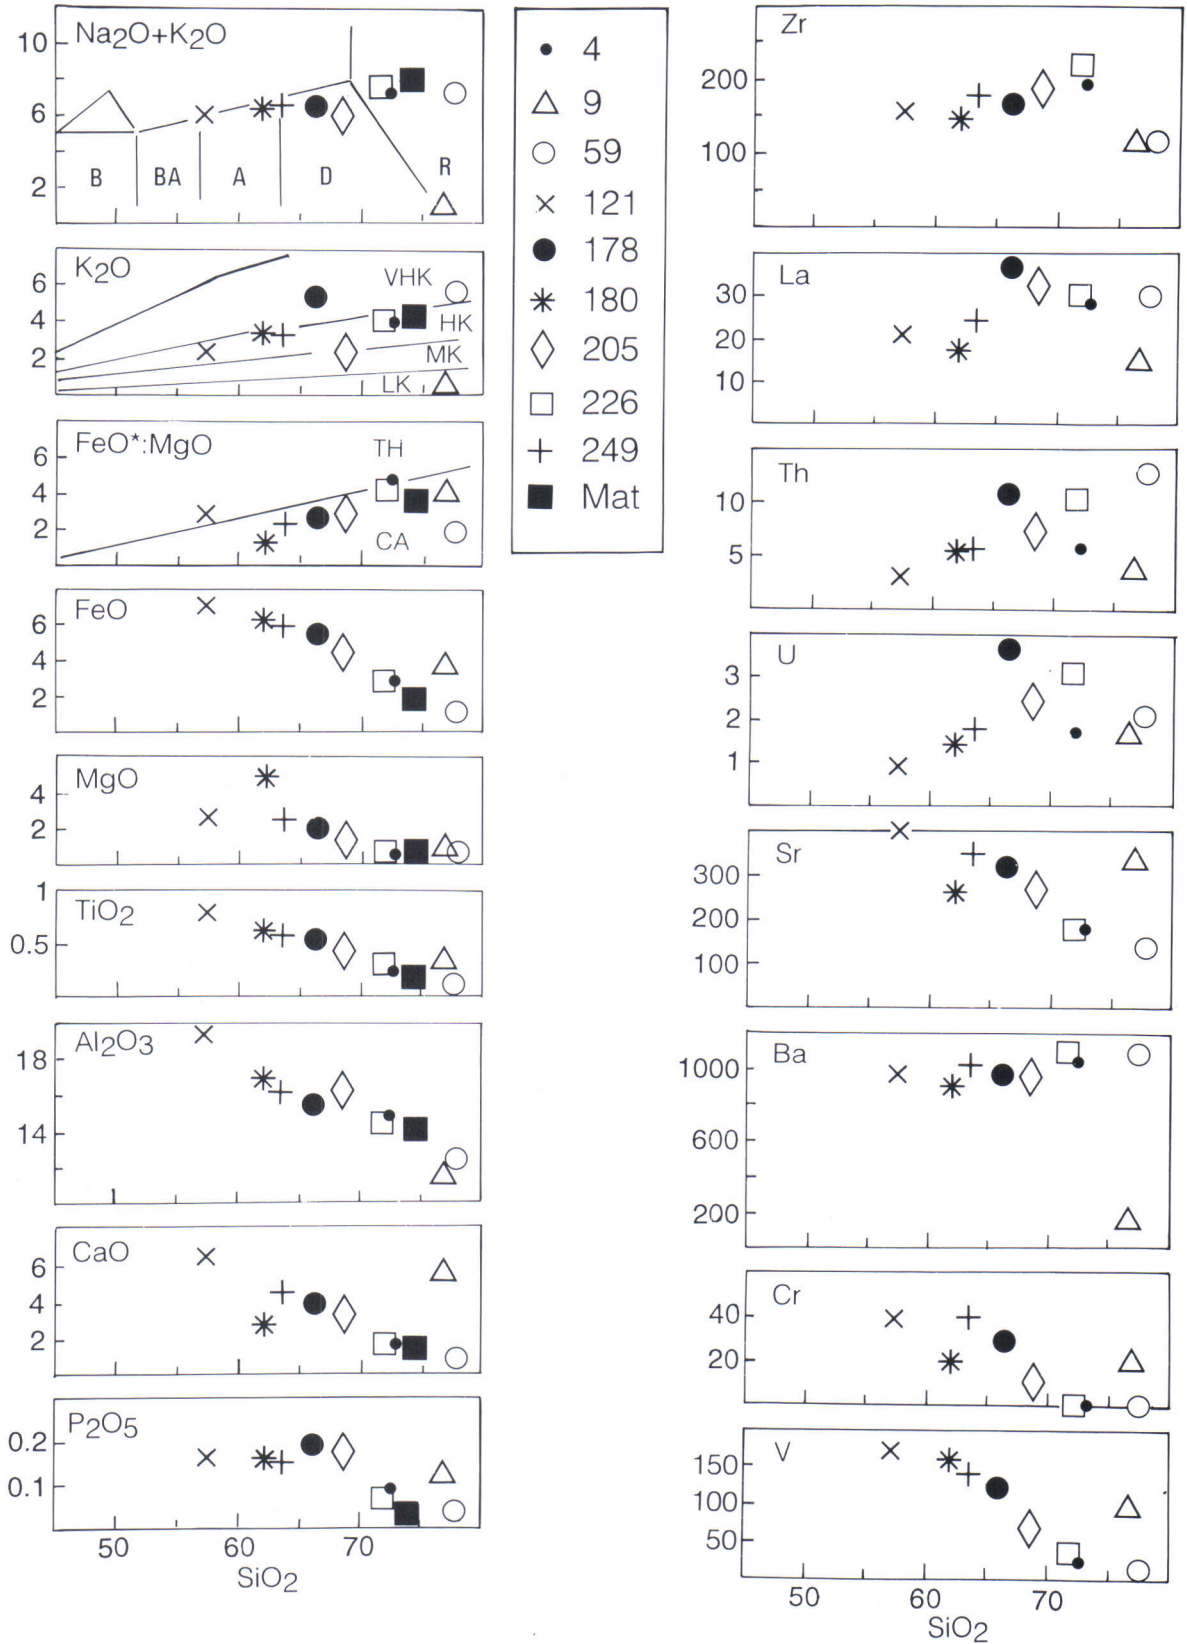 Na2O+K2O
10
6
2
B BA A D R
K2O
6
4
2
VHK
HK
MK
LK
FeO*:MgO
6
4
2
TH
CA
FeO
6
4
2
MgO
4
2
TiO2
1
0.5
Al2O3
18
14
CaO
6
4
2
P2O5
0.2
0.1
50 60 70
SiO2
4
9
59
121
178
180
205
226
249
Mat
Zr
200
100
La
30
20
10
Th
10
5
U
3
2
1
Sr
300
200
100
Ba
1000
600
200
Cr
40
20
V
150
100
50
50 60 70
SiO2